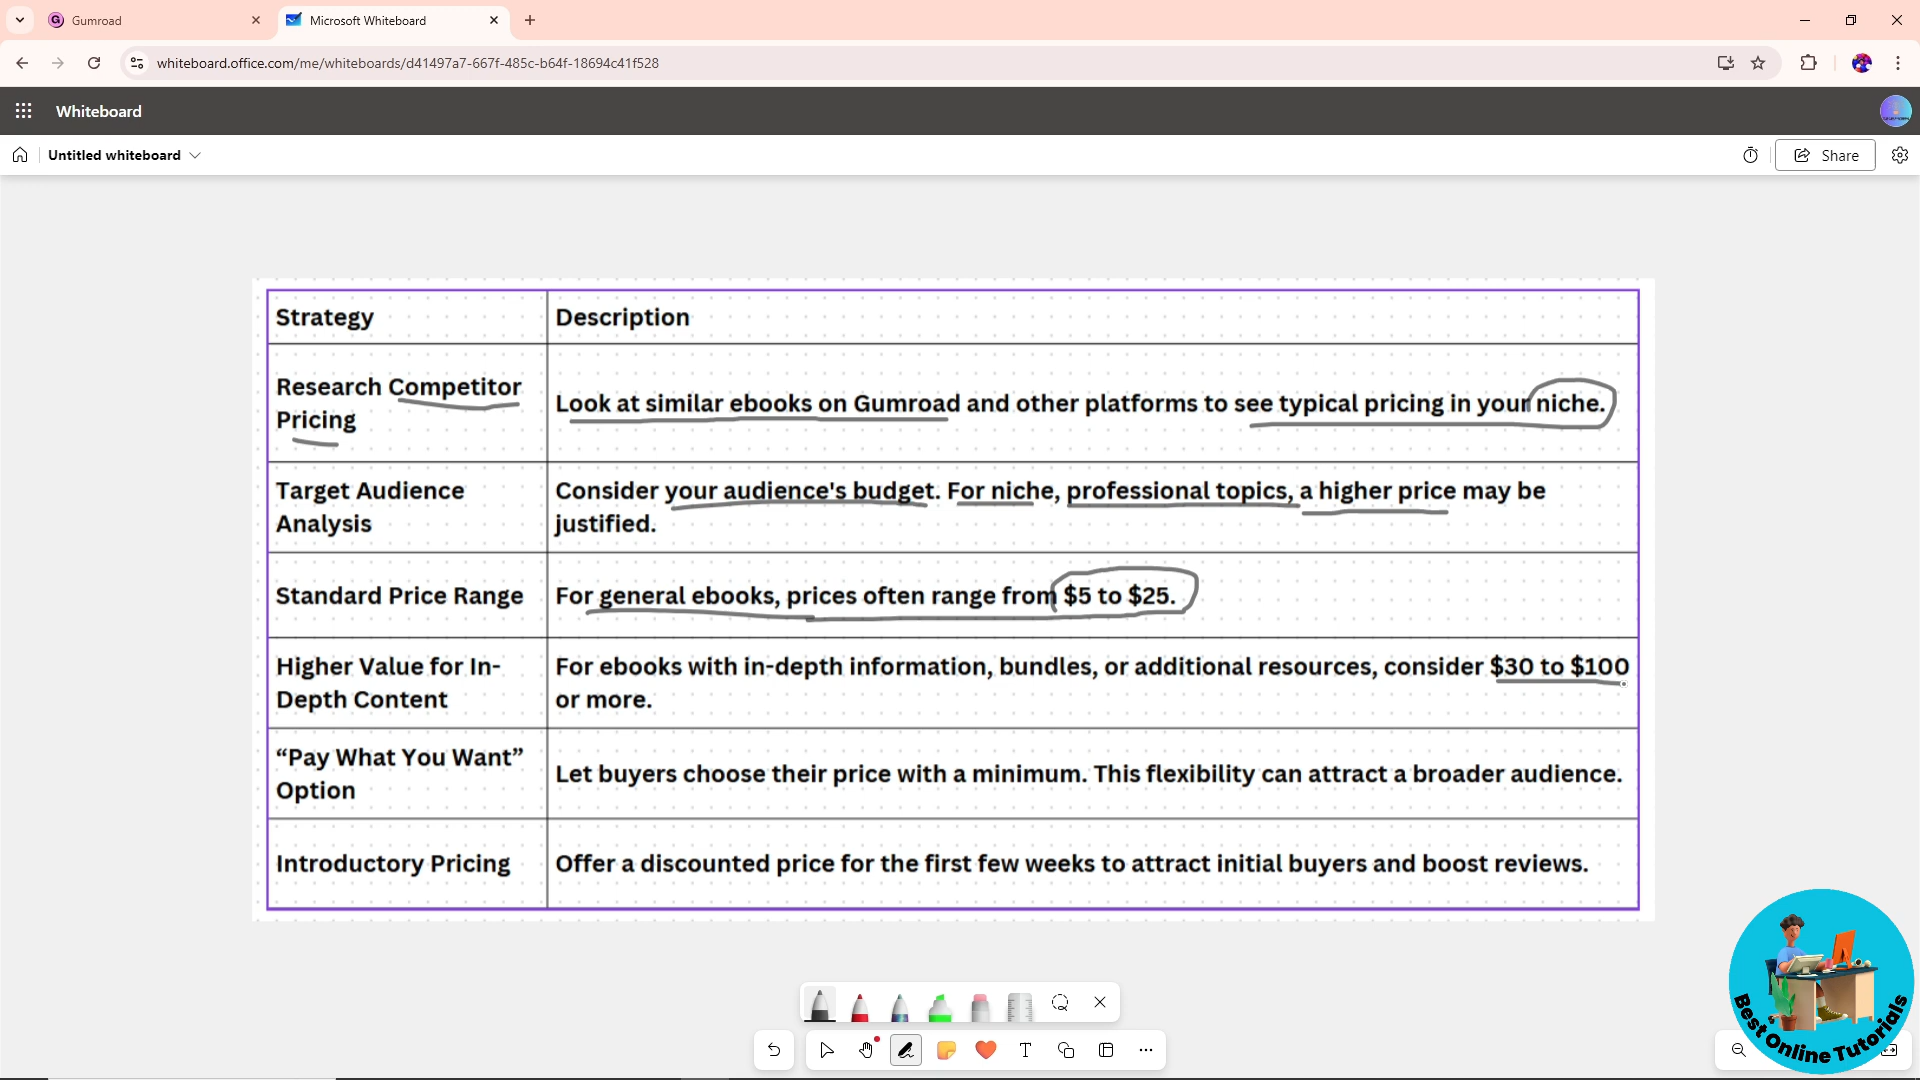 Gumroad
Microsoft Whiteboard
whiteboard.office.com/me/whiteboards/d41497a7-667f-485c-b64f-18694c41f528
Whiteboard
Untitled whiteboard
Share
Strategy
Description
Research Competitor
Pricing
Look at similar ebooks on Gumroad and other platforms to see typical pricing in your niche.
Target Audience
Analysis
Consider your audience's budget. For niche, professional topics, a higher price may be
justified.
Standard Price Range
For general ebooks, prices often range from $5 to $25.
Higher Value for In-
Depth Content
For ebooks with in-depth information, bundles, or additional resources, consider $30 to $100
or more.
“Pay What You Want”
Option
Let buyers choose their price with a minimum. This flexibility can attract a broader audience.
Introductory Pricing
Offer a discounted price for the first few weeks to attract initial buyers and boost reviews.
Best Online Tutorials